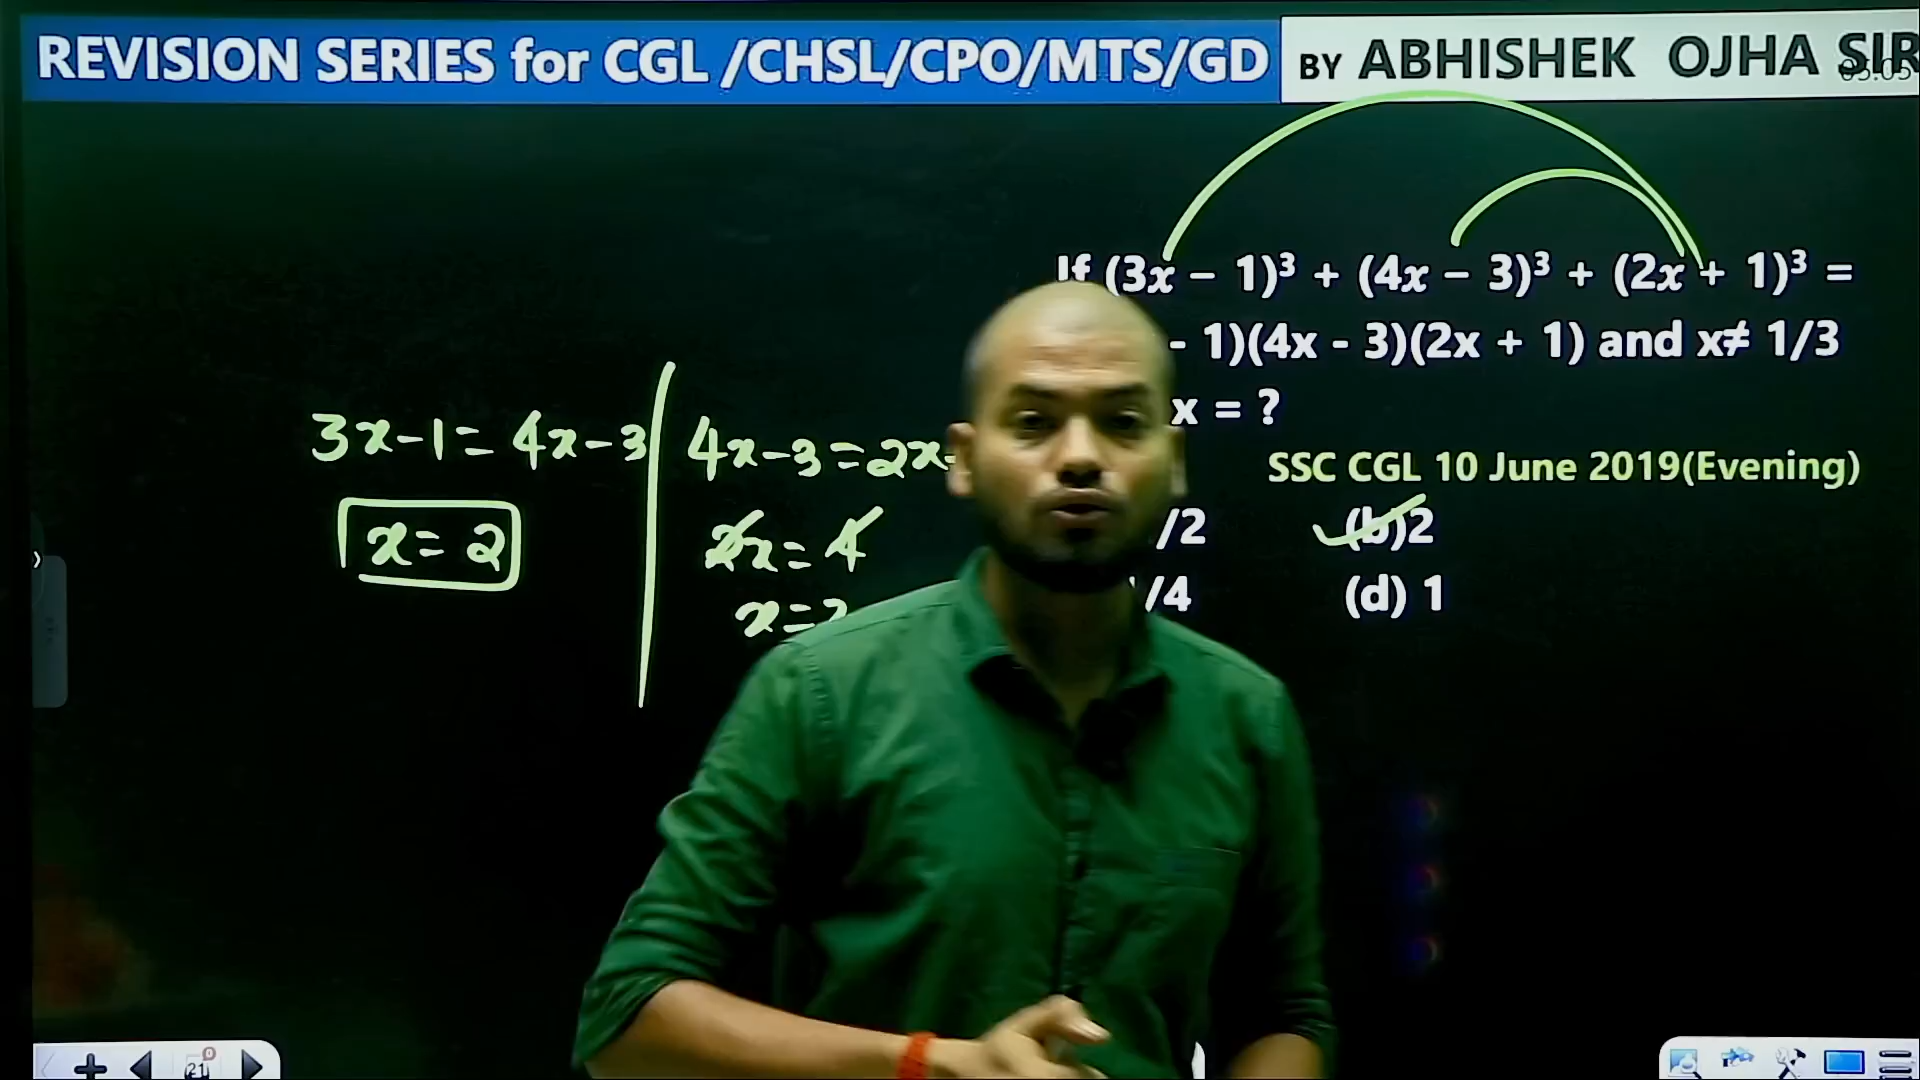 REVISION SERIES for CGL /CHSL/CPO/MTS/GD BY ABHISHEK OJHA SIR
If (3x − 1)³ + (4x − 3)³ + (2x + 1)³ =
- 1)(4x - 3)(2x + 1) and x≠ 1/3
x = ?
SSC CGL 10 June 2019(Evening)
/2 (b)2
/4 (d) 1
3x-1= 4x-3
x= 2
4x-3=2x
2x= 4
x=2
21